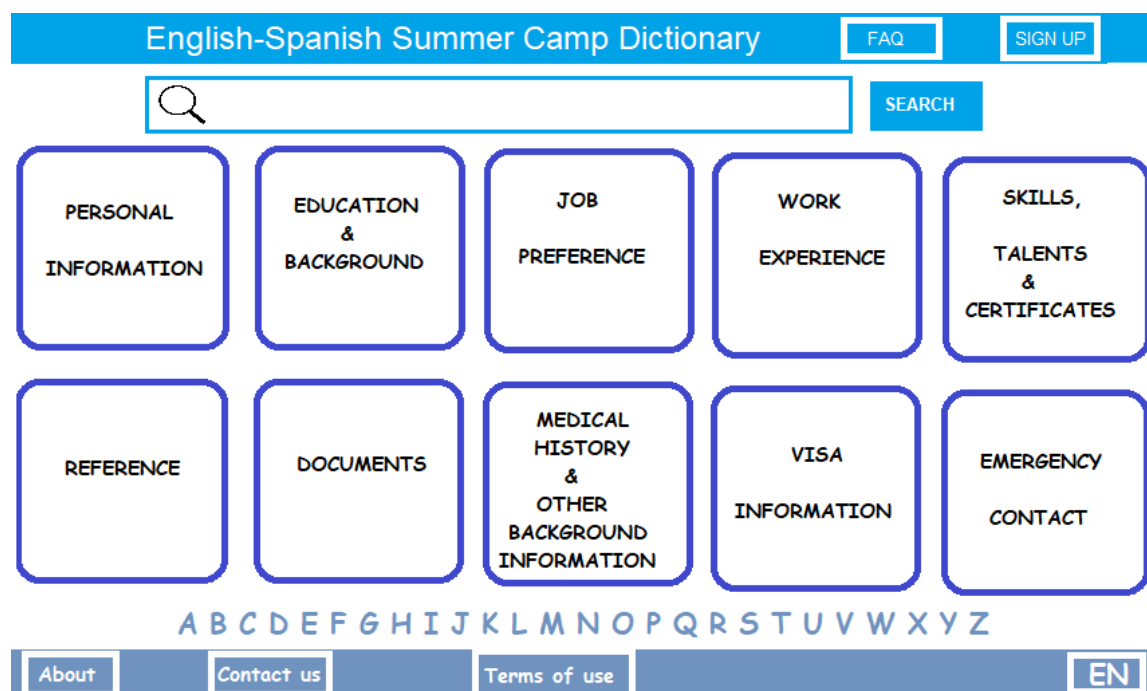 English-Spanish Summer Camp Dictionary
FAQ
SIGN UP
SEARCH
PERSONAL
INFORMATION
EDUCATION
&
BACKGROUND
JOB
PREFERENCE
WORK
EXPERIENCE
SKILLS,
TALENTS
&
CERTIFICATES
REFERENCE
DOCUMENTS
MEDICAL
HISTORY
&
OTHER
BACKGROUND
INFORMATION
VISA
INFORMATION
EMERGENCY
CONTACT
A B C D E F G H I J K L M N O P Q R S T U V W X Y Z
About
Contact us
Terms of use
EN